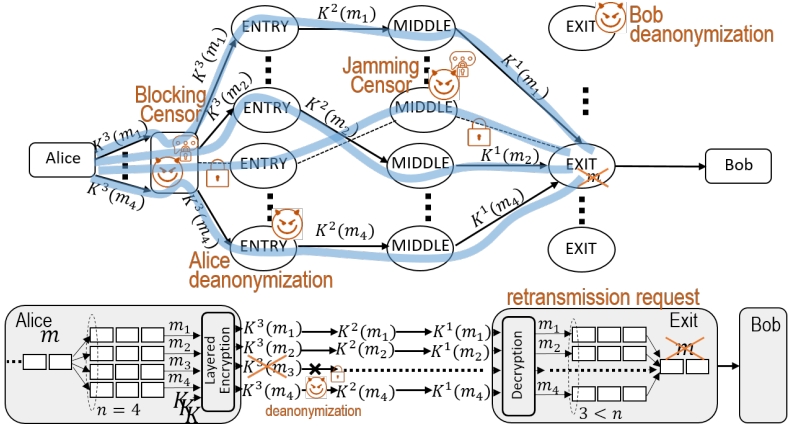 ENTRY
K²(m₁)
MIDDLE
EXIT
Bob
deanonymization
K³(m₁)
Jamming
Censor
K¹(m₁)
Blocking
Censor
K³(m₂)
ENTRY
K²(m₂)
MIDDLE
K³(m₁)
Alice
ENTRY
MIDDLE
K¹(m₂)
EXIT
m
Bob
K³(m₄)
K³(m₄)
K¹(m₄)
ENTRY
K²(m₄)
MIDDLE
EXIT
Alice
deanonymization
retransmission request
Alice
m
m₁
m₂
m₃
m₄
n = 4
K
K
K
Layered
Encryption
K³(m₁)
K²(m₁)
K¹(m₁)
K³(m₂)
K²(m₂)
K¹(m₂)
K³(m₃)
K³(m₄)
K²(m₄)
K¹(m₄)
deanonymization
Decryption
m₁
m₂
m₄
3 < n
Exit
m
Bob